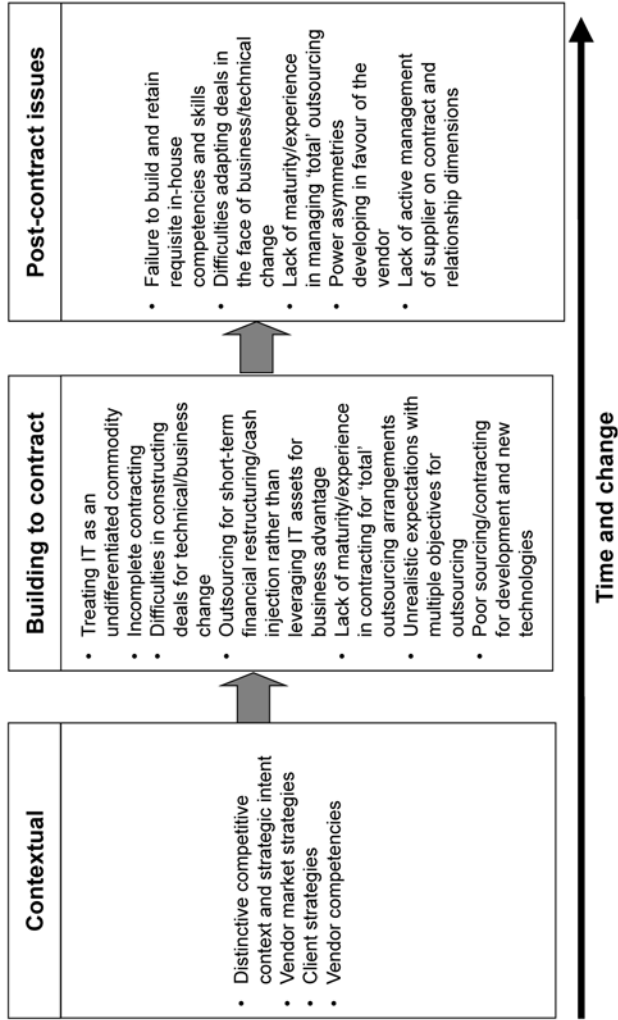 Contextual
• Distinctive competitive
context and strategic intent
• Vendor market strategies
• Client strategies
• Vendor competencies
Building to contract
• Treating IT as an
undifferentiated commodity
• Incomplete contracting
• Difficulties in constructing
deals for technical/business
change
• Outsourcing for short-term
financial restructuring/cash
injection rather than
leveraging IT assets for
business advantage
• Lack of maturity/experience
in contracting for ‘total’
outsourcing arrangements
• Unrealistic expectations with
multiple objectives for
outsourcing
• Poor sourcing/contracting
for development and new
technologies
Post-contract issues
• Failure to build and retain
requisite in-house
competencies and skills
• Difficulties adapting deals in
the face of business/technical
change
• Lack of maturity/experience
in managing ‘total’ outsourcing
• Power asymmetries
developing in favour of the
vendor
• Lack of active management
of supplier on contract and
relationship dimensions
Time and change